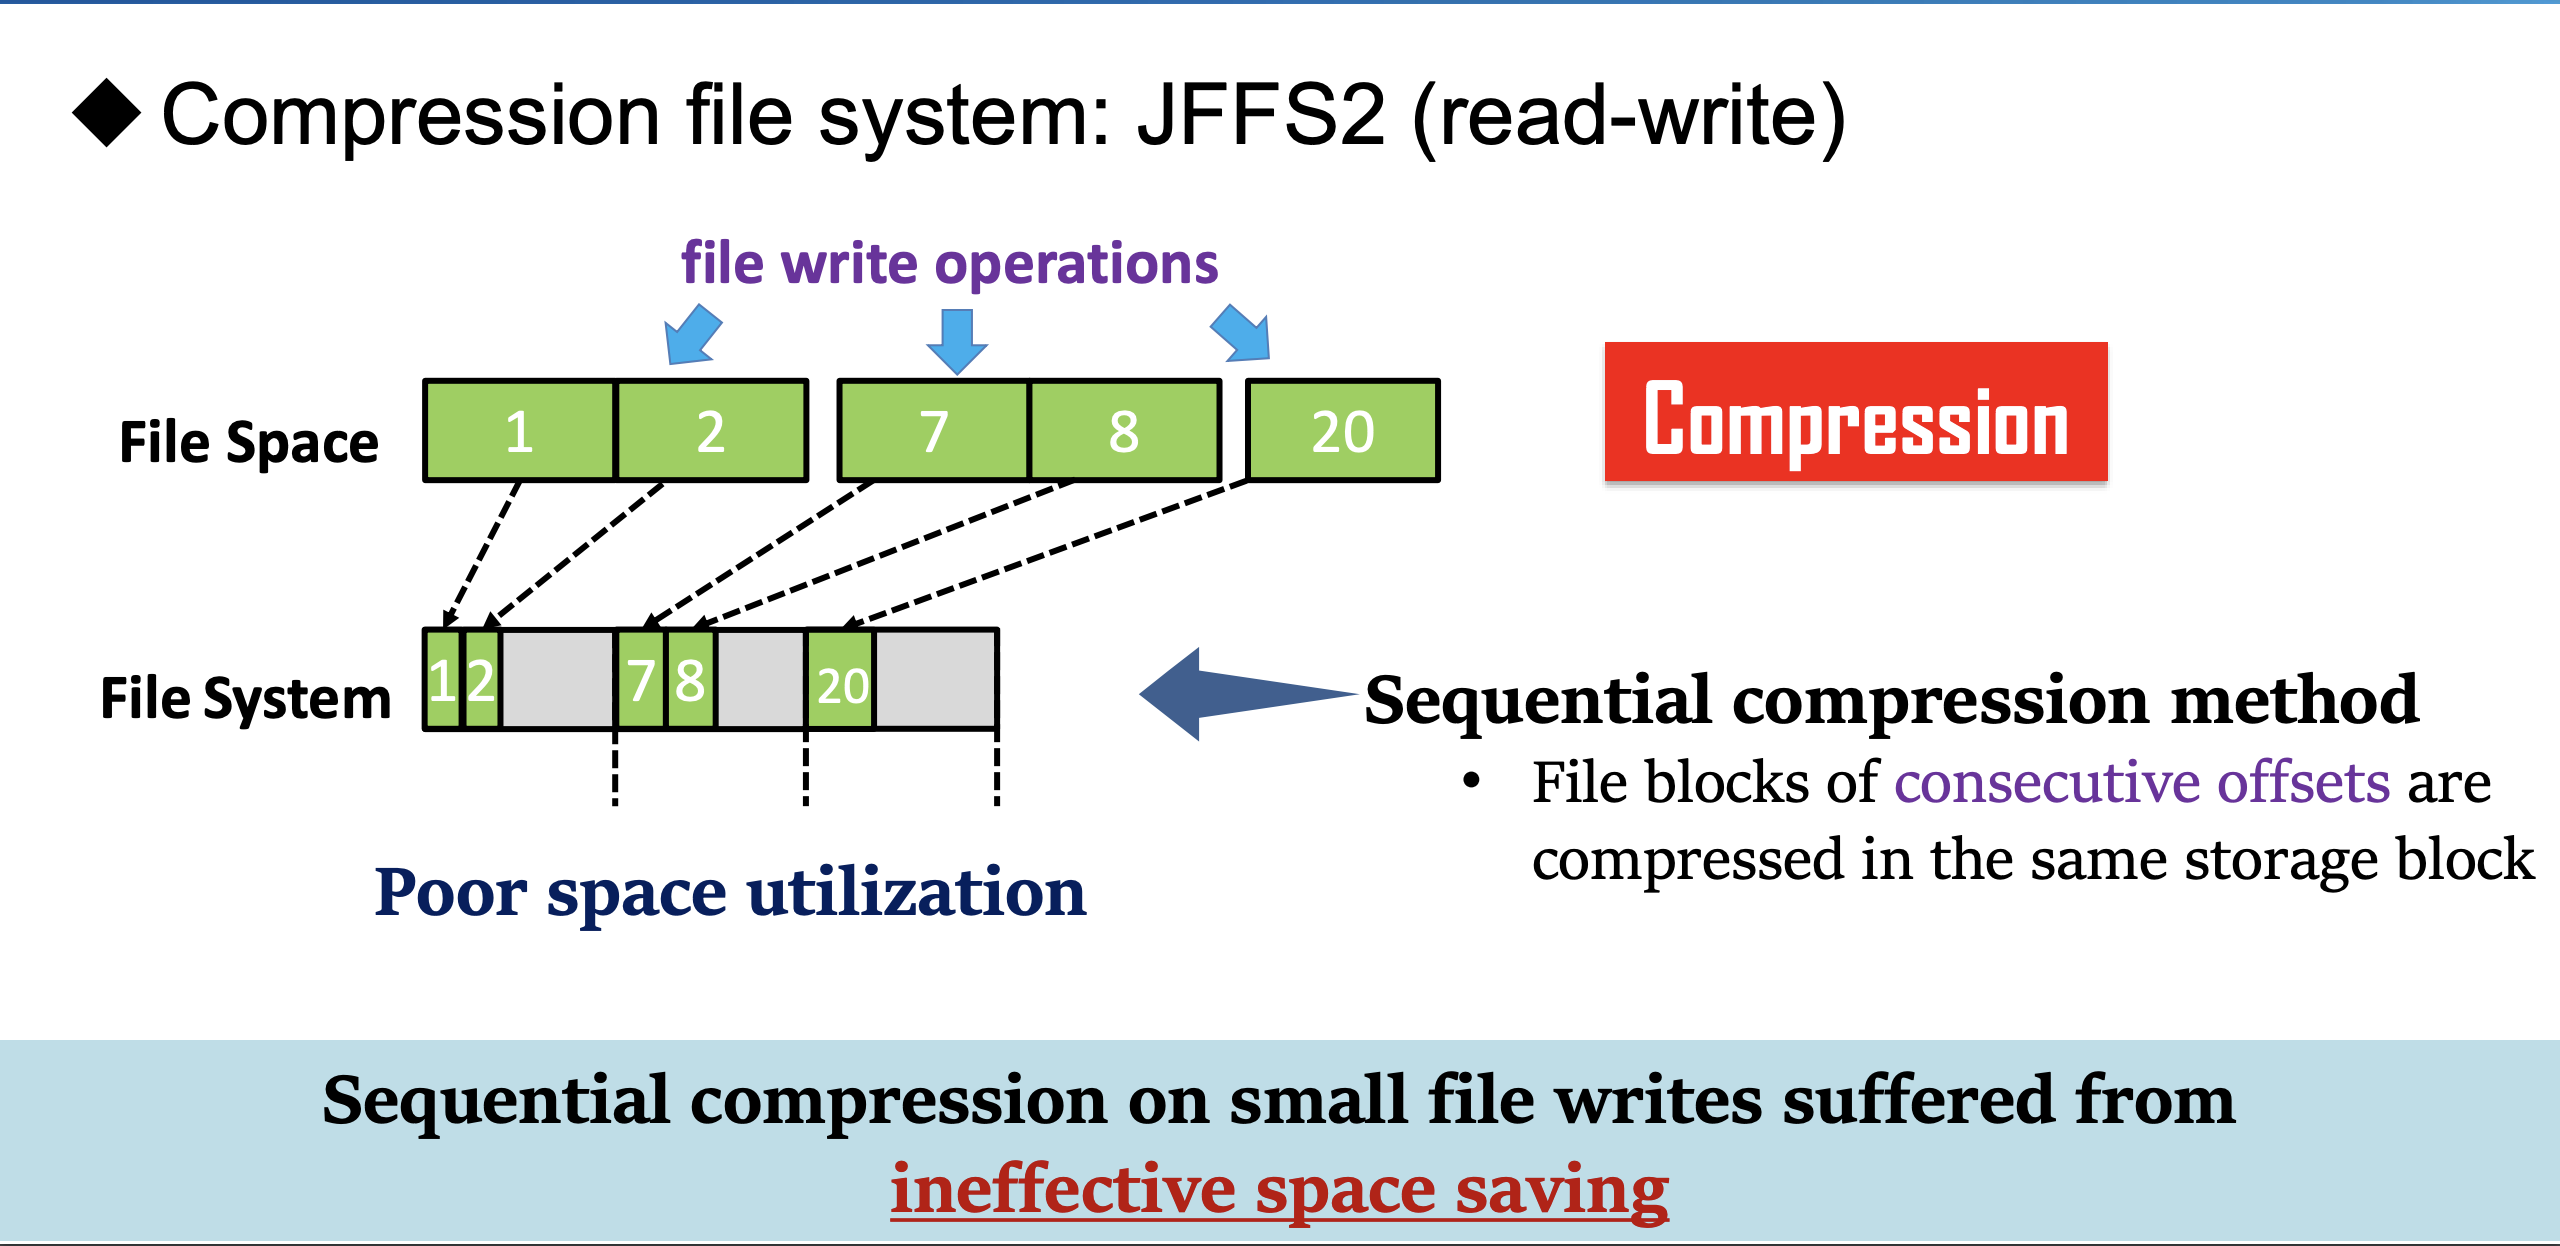 Compression file system: JFFS2 (read-write)
file write operations
File Space
1
2
7
8
20
Compression
File System
1
2
7
8
20
Sequential compression method
• File blocks of consecutive offsets are
compressed in the same storage block
Poor space utilization
Sequential compression on small file writes suffered from
ineffective space saving